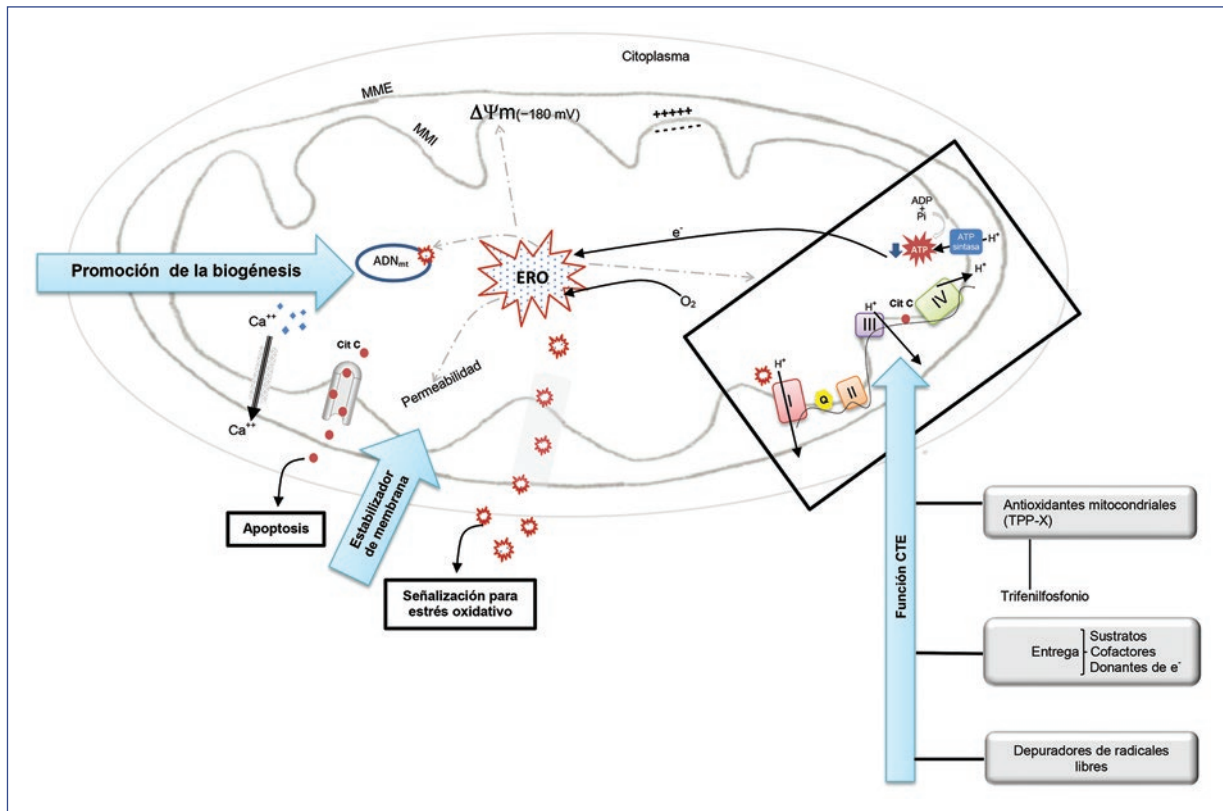 Citoplasma
MME
MMI
ΔΨm(−180 mV)
+++++
-----
ADP
+
Pi
ATP
ATP
sintasa
H⁺
H⁺
e⁻
Promoción de la biogénesis
ADNmt
ERO
O₂
Cit C
IV
H⁺
III
Ca⁺⁺
Cit C
Permeabilidad
H⁺
I
Q
II
Ca⁺⁺
Apoptosis
Estabilizador
de membrana
Señalización para
estrés oxidativo
Función CTE
Antioxidantes mitocondriales
(TPP-X)
Trifenilfosfonio
Entrega
Sustratos
Cofactores
Donantes de e⁻
Depuradores de radicales
libres